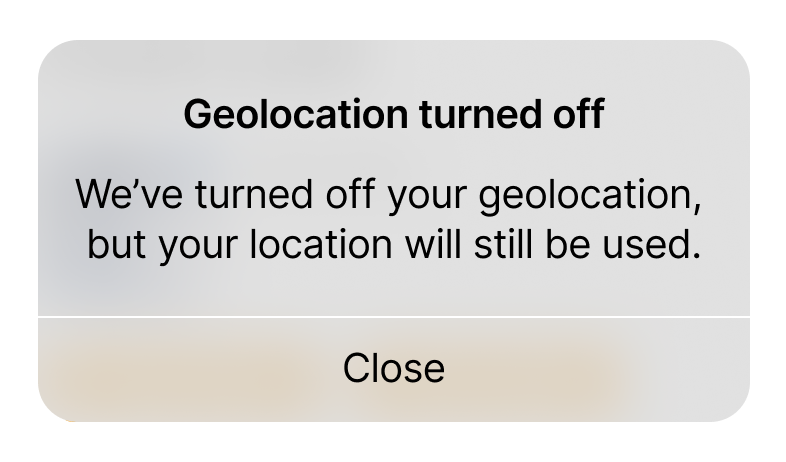 Geolocation turned off
We’ve turned off your geolocation,
but your location will still be used.
Close